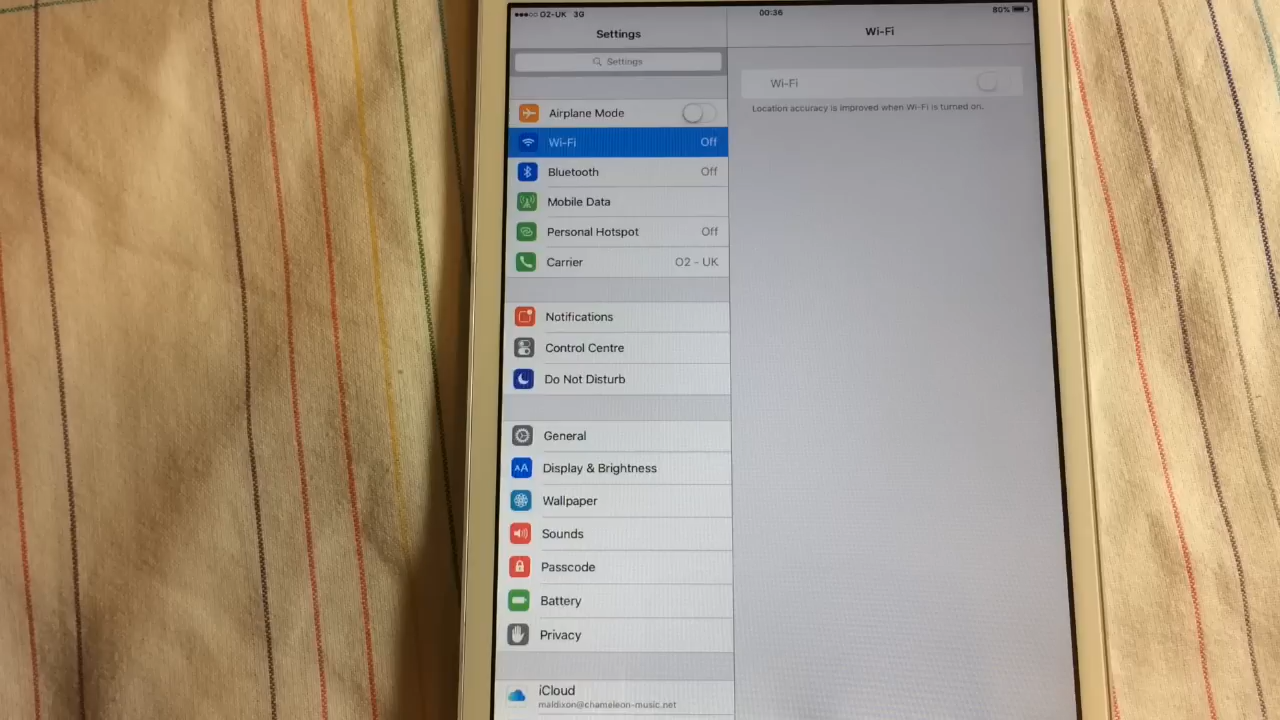 O2-UK 3G 00:36 80%
Settings
Wi-Fi
Settings
Airplane Mode
Wi-Fi Off
Bluetooth Off
Mobile Data
Personal Hotspot Off
Carrier O2 - UK
Notifications
Control Centre
Do Not Disturb
General
AA Display & Brightness
Wallpaper
Sounds
Passcode
Battery
Privacy
iCloud
maldixon@chameleon-music.net
Wi-Fi
Location accuracy is improved when Wi-Fi is turned on.